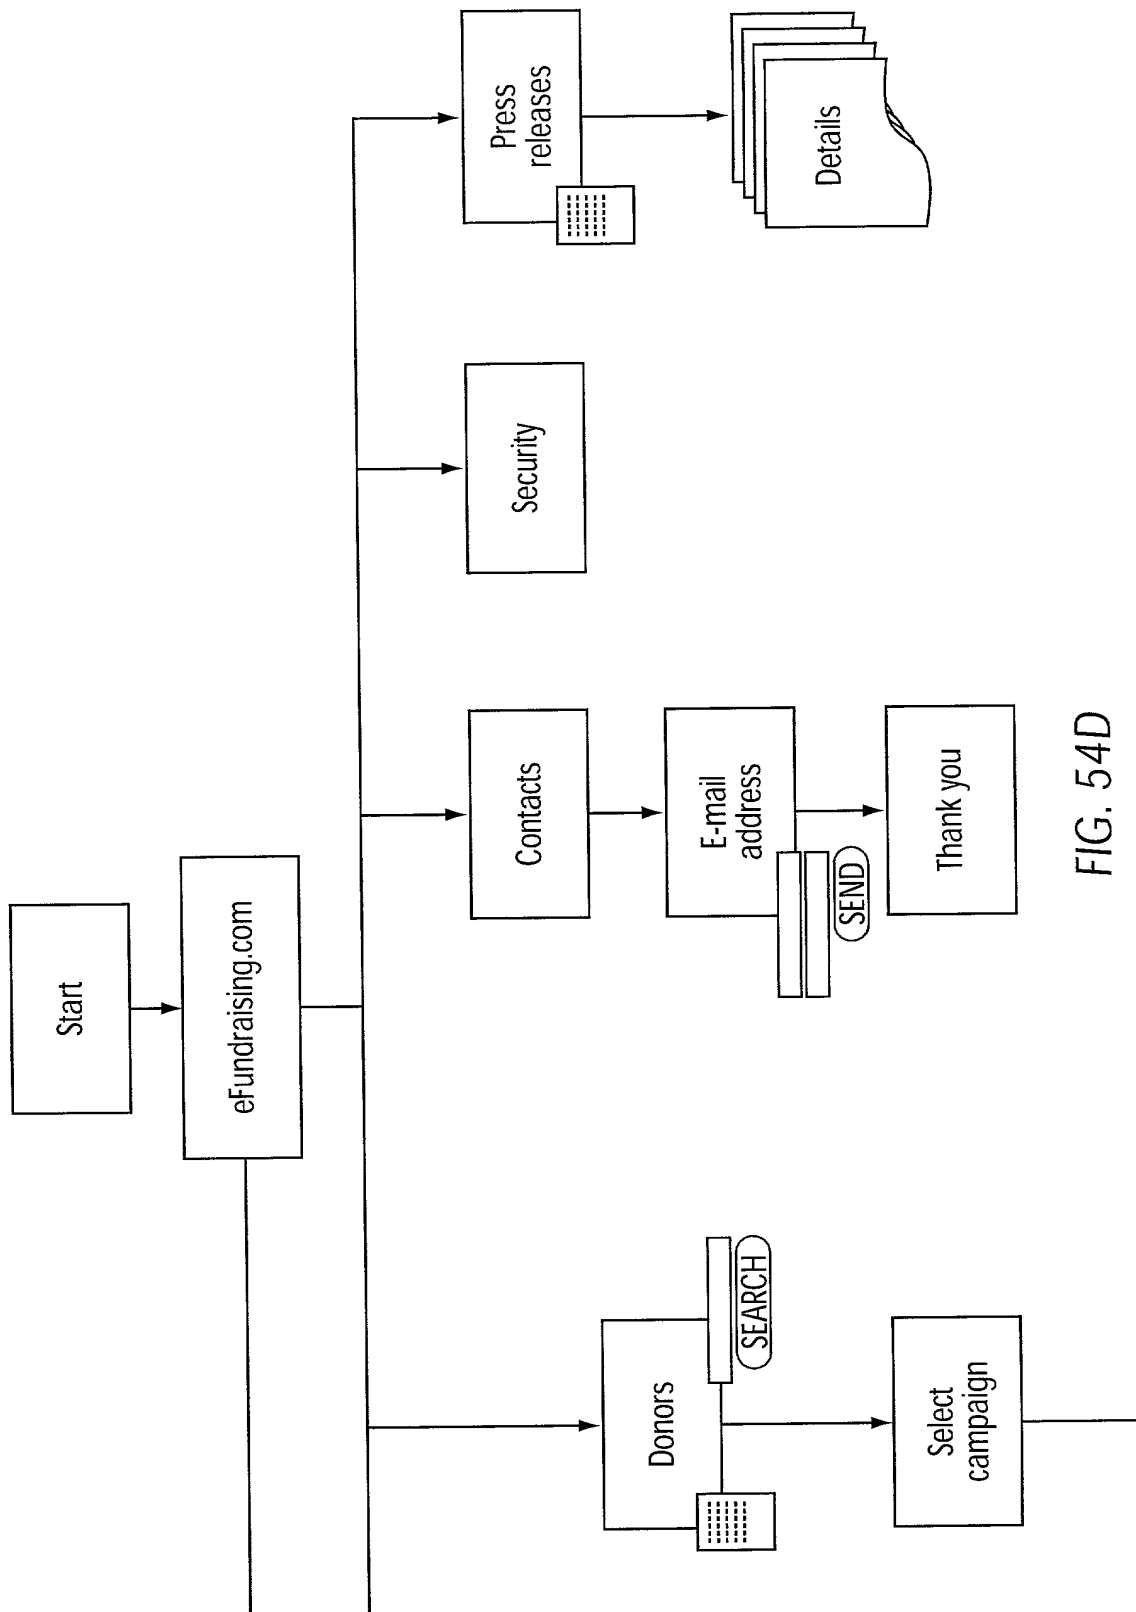 Start
eFundraising.com
Donors
SEARCH
Select
campaign
Contacts
E-mail
address
SEND
Thank you
Security
Press
releases
Details
FIG. 54D